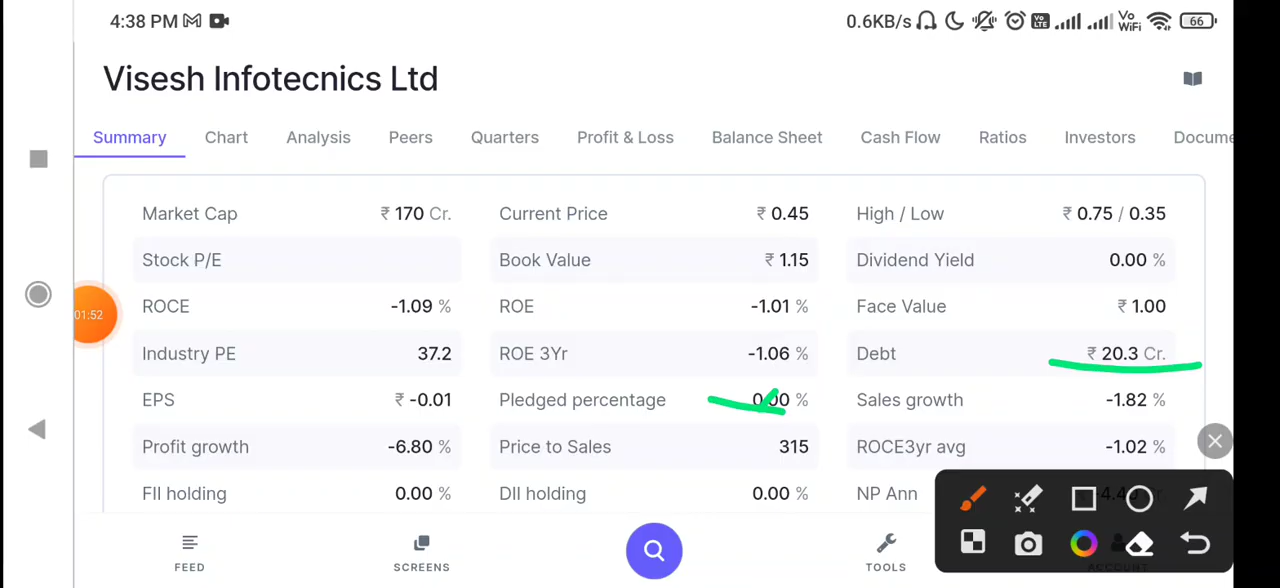 4:38 PM 0.6KB/s Vo LTE Vo WiFi 66
Visesh Infotecnics Ltd
Summary Chart Analysis Peers Quarters Profit & Loss Balance Sheet Cash Flow Ratios Investors Docume
Market Cap ₹ 170 Cr. Current Price ₹ 0.45 High / Low ₹ 0.75 / 0.35
Stock P/E Book Value ₹ 1.15 Dividend Yield 0.00 %
ROCE -1.09 % ROE -1.01 % Face Value ₹ 1.00
01:52
Industry PE 37.2 ROE 3Yr -1.06 % Debt ₹ 20.3 Cr.
EPS ₹ -0.01 Pledged percentage 0.00 % Sales growth -1.82 %
Profit growth -6.80 % Price to Sales 315 ROCE3yr avg -1.02 %
FII holding 0.00 % DII holding 0.00 % NP Ann
FEED SCREENS TOOLS ACCOUNT